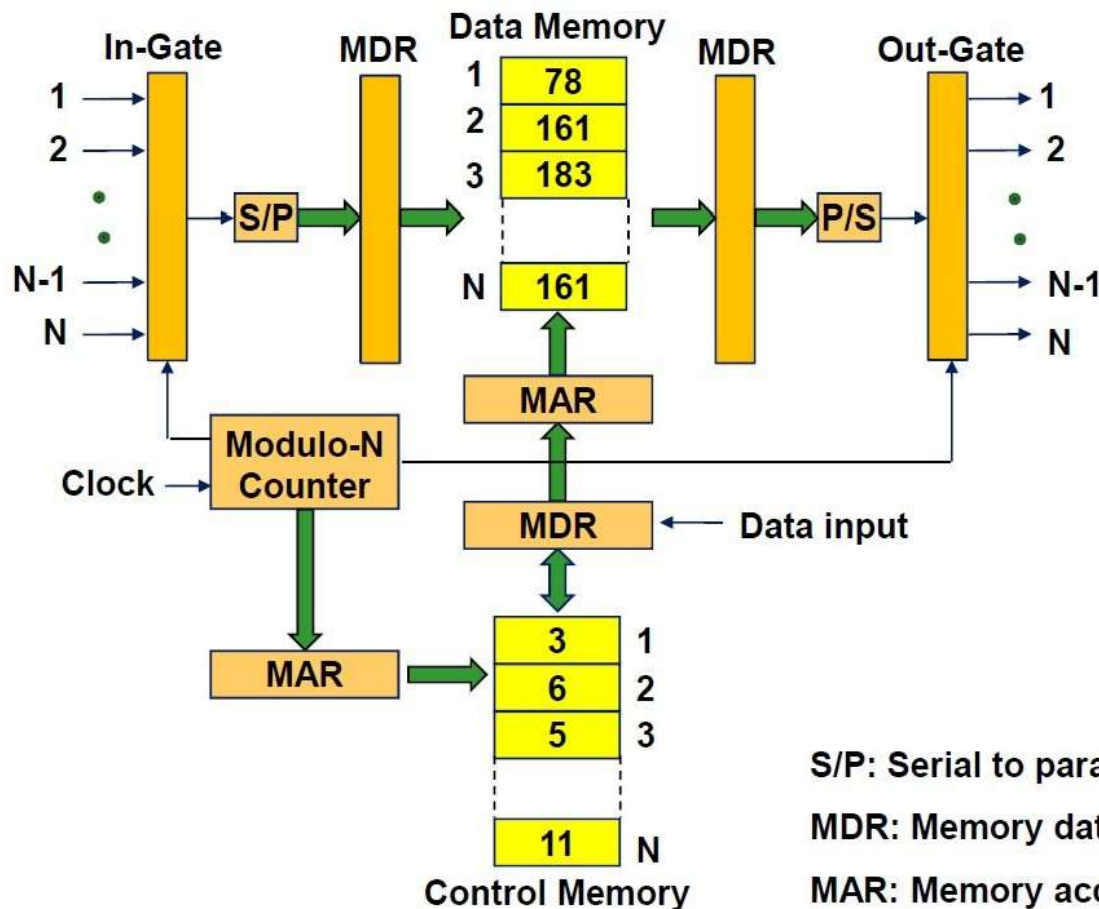 Data Memory
In-Gate
MDR
MDR
Out-Gate
1
78
1
1
2
161
2
2
3
183
S/P
P/S
N-1
N
161
N-1
N
N
MAR
Modulo-N
Counter
Clock
MDR
Data input
3
1
MAR
6
2
5
3
S/P: Serial to para
MDR: Memory dat
11
N
MAR: Memory acc
Control Memory